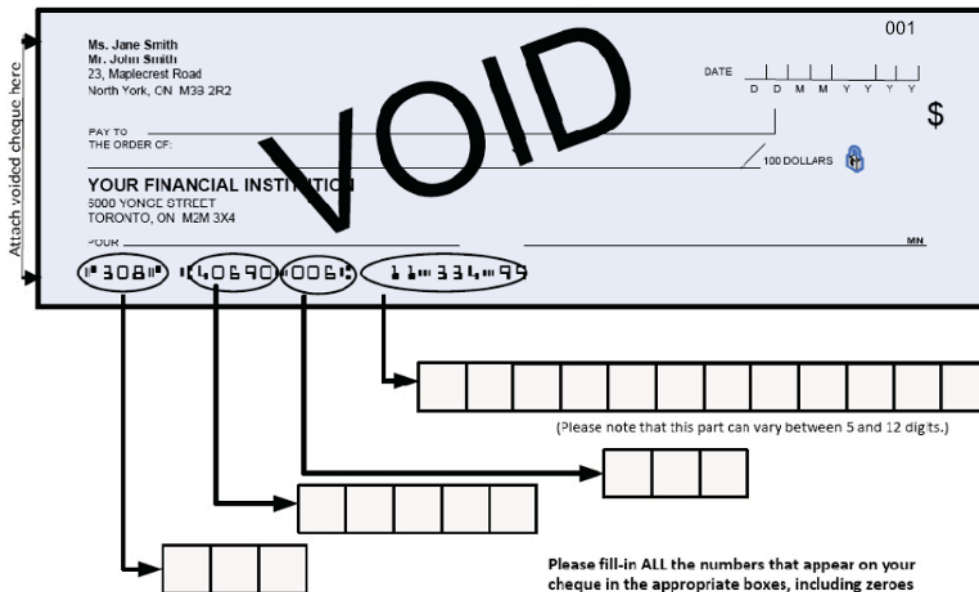 001
Ms. Jane Smith
Mr. John Smith
23, Maplecrest Road
North York, ON M3B 2R2
DATE
D D M M Y Y Y Y
$
PAY TO
THE ORDER OF:
100 DOLLARS
VOID
YOUR FINANCIAL INSTITUTION
5000 YONGE STREET
TORONTO, ON M2M 3X4
POUR
MN
⑈308⑈ ⑆40690⑉006⑆ 11⑉334⑉95
Attach voided cheque here
(Please note that this part can vary between 5 and 12 digits.)
Please fill-in ALL the numbers that appear on your
cheque in the appropriate boxes, including zeroes